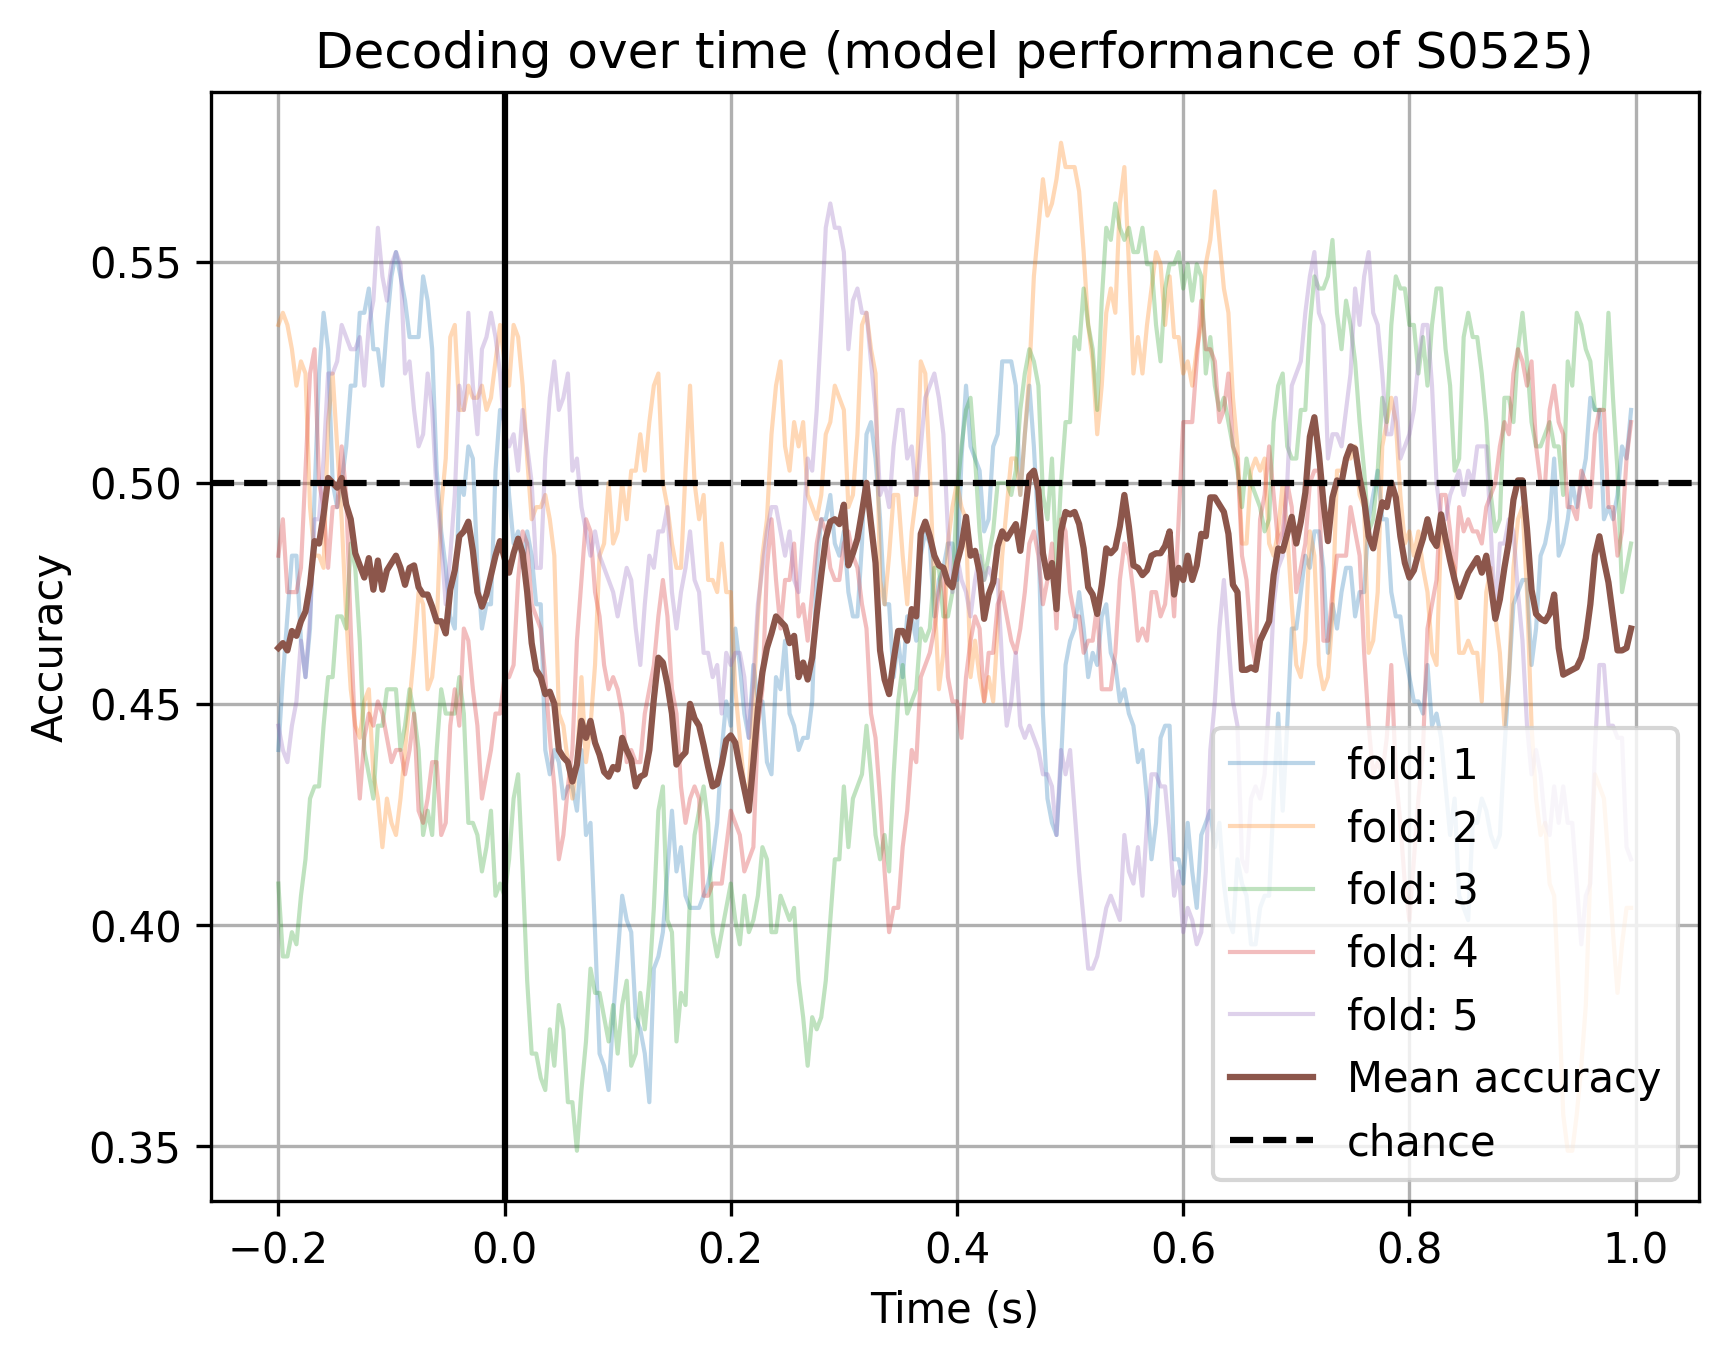 Decoding over time (model performance of S0525)
Accuracy
0.55
0.50
0.45
0.40
0.35
fold: 1
fold: 2
fold: 3
fold: 4
fold: 5
Mean accuracy
chance
−0.2
0.0
0.2
0.4
0.6
0.8
1.0
Time (s)